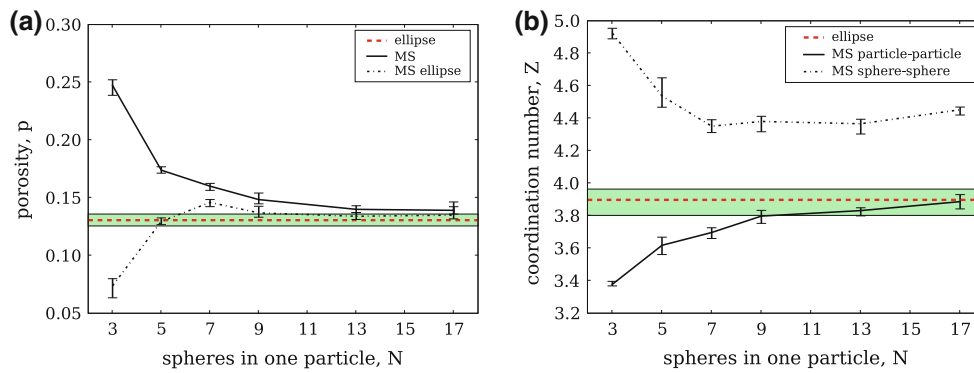 (a)
0.30
0.25
0.20
0.15
0.10
0.05
porosity, p
ellipse
MS
MS ellipse
3 5 7 9 11 13 15 17
spheres in one particle, N
(b)
5.0
4.8
4.6
4.4
4.2
4.0
3.8
3.6
3.4
3.2
coordination number, Z
ellipse
MS particle-particle
MS sphere-sphere
3 5 7 9 11 13 15 17
spheres in one particle, N